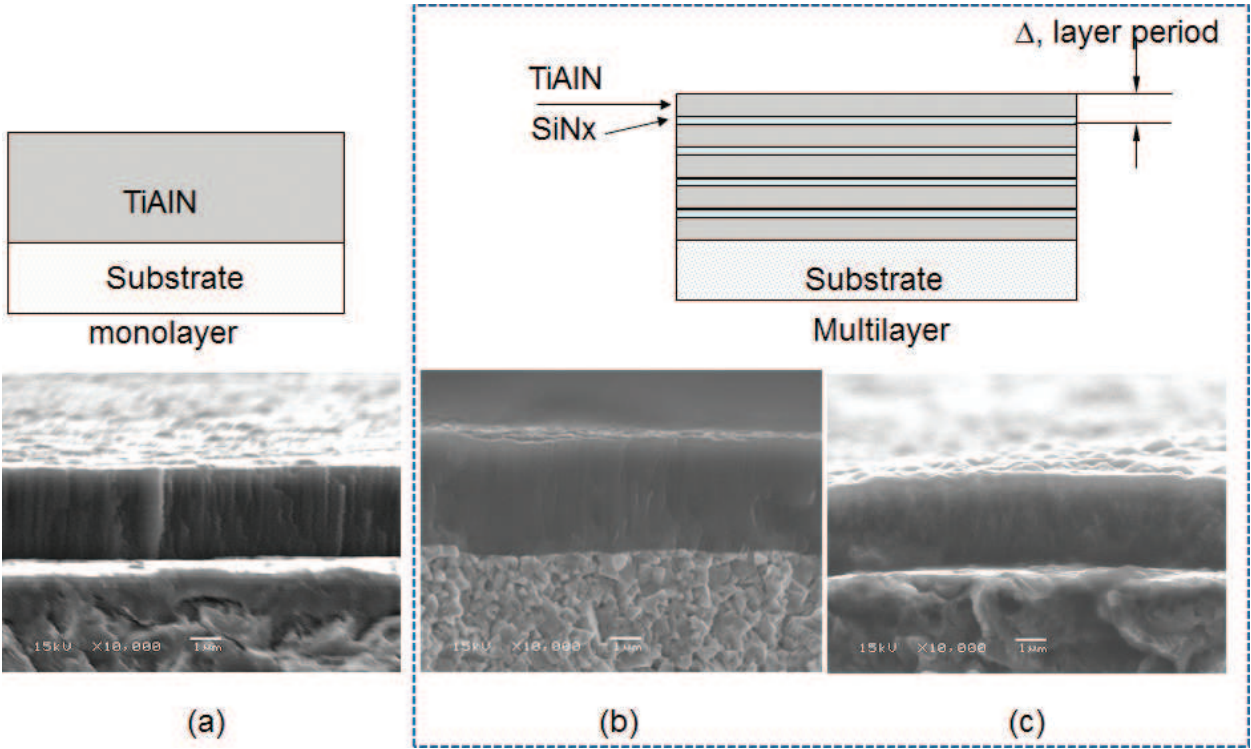 Δ, layer period
TiAlN
SiNx
TiAlN
Substrate
monolayer
Substrate
Multilayer
15kV X10,000 1μm
15kV X10,000 1μm
15kV X10,000 1μm
(a)
(b)
(c)